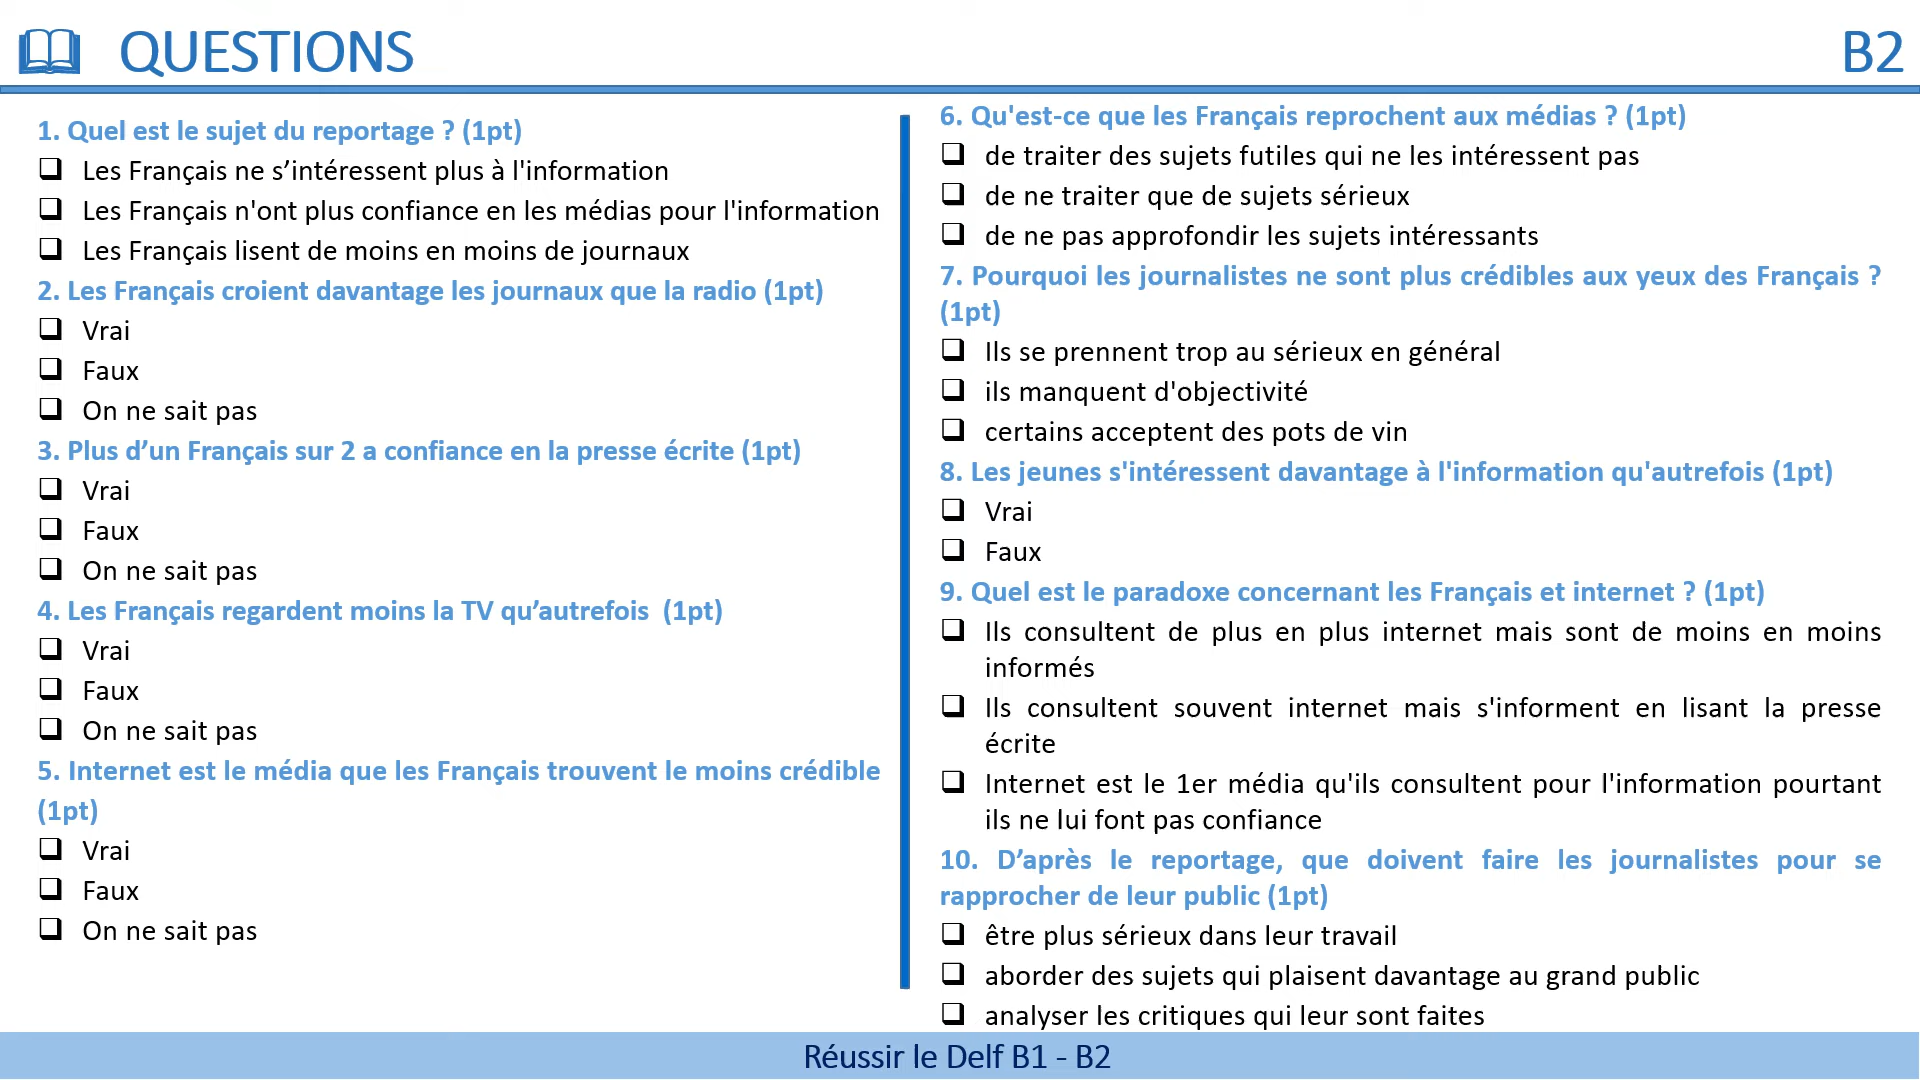 QUESTIONS
B2
1. Quel est le sujet du reportage ? (1pt)
❑ Les Français ne s’intéressent plus à l'information
❑ Les Français n'ont plus confiance en les médias pour l'information
❑ Les Français lisent de moins en moins de journaux
2. Les Français croient davantage les journaux que la radio (1pt)
❑ Vrai
❑ Faux
❑ On ne sait pas
3. Plus d’un Français sur 2 a confiance en la presse écrite (1pt)
❑ Vrai
❑ Faux
❑ On ne sait pas
4. Les Français regardent moins la TV qu’autrefois  (1pt)
❑ Vrai
❑ Faux
❑ On ne sait pas
5. Internet est le média que les Français trouvent le moins crédible
(1pt)
❑ Vrai
❑ Faux
❑ On ne sait pas
6. Qu'est-ce que les Français reprochent aux médias ? (1pt)
❑ de traiter des sujets futiles qui ne les intéressent pas
❑ de ne traiter que de sujets sérieux
❑ de ne pas approfondir les sujets intéressants
7. Pourquoi les journalistes ne sont plus crédibles aux yeux des Français ?
(1pt)
❑ Ils se prennent trop au sérieux en général
❑ ils manquent d'objectivité
❑ certains acceptent des pots de vin
8. Les jeunes s'intéressent davantage à l'information qu'autrefois (1pt)
❑ Vrai
❑ Faux
9. Quel est le paradoxe concernant les Français et internet ? (1pt)
❑ Ils consultent de plus en plus internet mais sont de moins en moins
informés
❑ Ils consultent souvent internet mais s'informent en lisant la presse
écrite
❑ Internet est le 1er média qu'ils consultent pour l'information pourtant
ils ne lui font pas confiance
10. D’après le reportage, que doivent faire les journalistes pour se
rapprocher de leur public (1pt)
❑ être plus sérieux dans leur travail
❑ aborder des sujets qui plaisent davantage au grand public
❑ analyser les critiques qui leur sont faites
Réussir le Delf B1 - B2